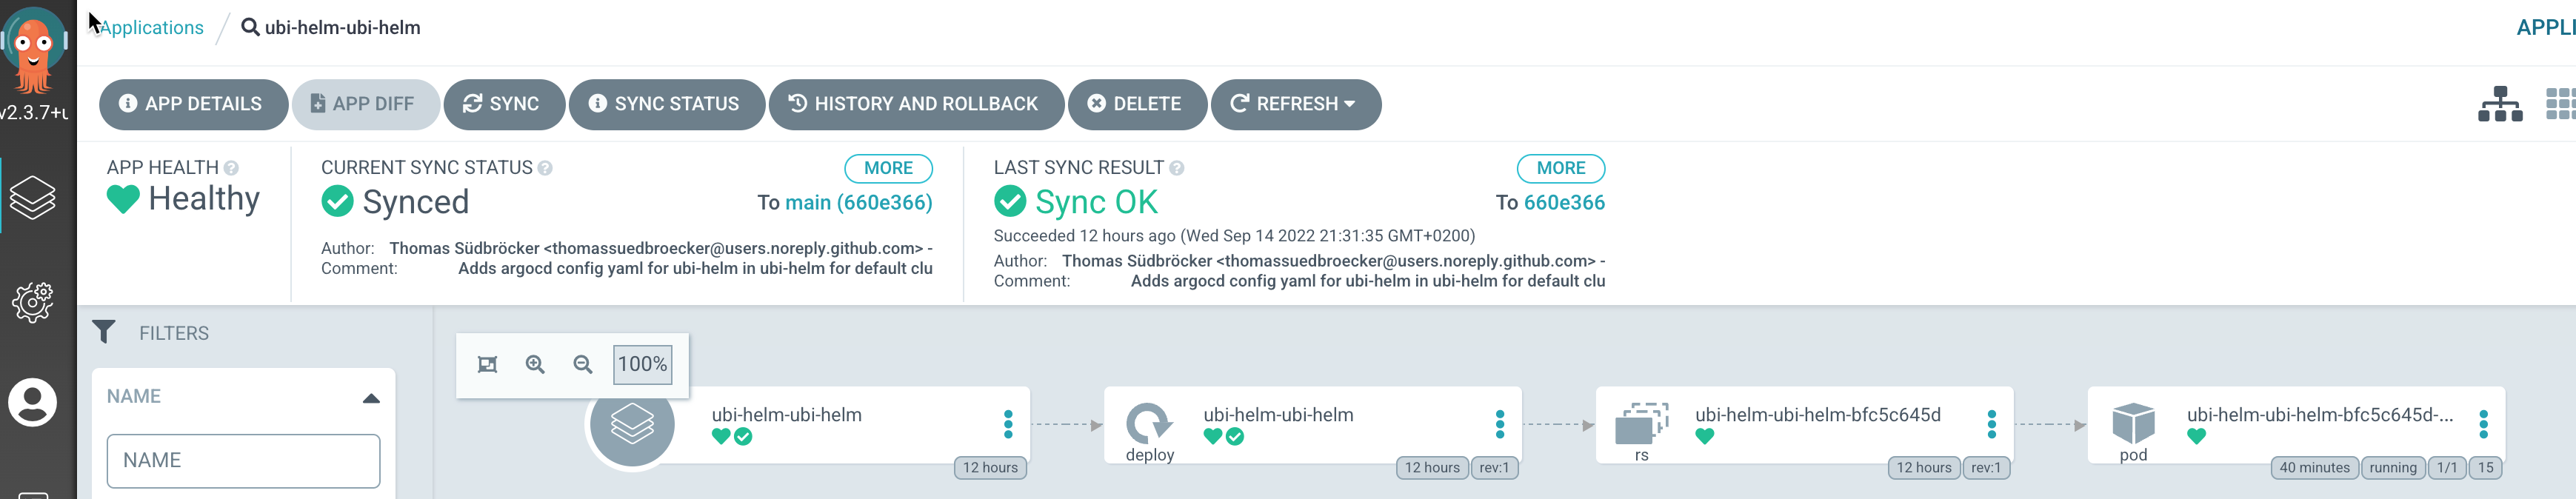 Applications / ubi-helm-ubi-helm
APPLI
v2.3.7+u
APP DETAILS APP DIFF SYNC SYNC STATUS HISTORY AND ROLLBACK DELETE REFRESH
APP HEALTH
Healthy
CURRENT SYNC STATUS MORE
Synced To main (660e366)
Author: Thomas Südbröcker <thomassuedbroecker@users.noreply.github.com> -
Comment: Adds argocd config yaml for ubi-helm in ubi-helm for default clu
LAST SYNC RESULT MORE
Sync OK To 660e366
Succeeded 12 hours ago (Wed Sep 14 2022 21:31:35 GMT+0200)
Author: Thomas Südbröcker <thomassuedbroecker@users.noreply.github.com> -
Comment: Adds argocd config yaml for ubi-helm in ubi-helm for default clu
FILTERS
NAME
NAME
100%
ubi-helm-ubi-helm
12 hours
ubi-helm-ubi-helm
deploy
12 hours rev:1
ubi-helm-ubi-helm-bfc5c645d
rs
12 hours rev:1
ubi-helm-ubi-helm-bfc5c645d-...
pod
40 minutes running 1/1 15